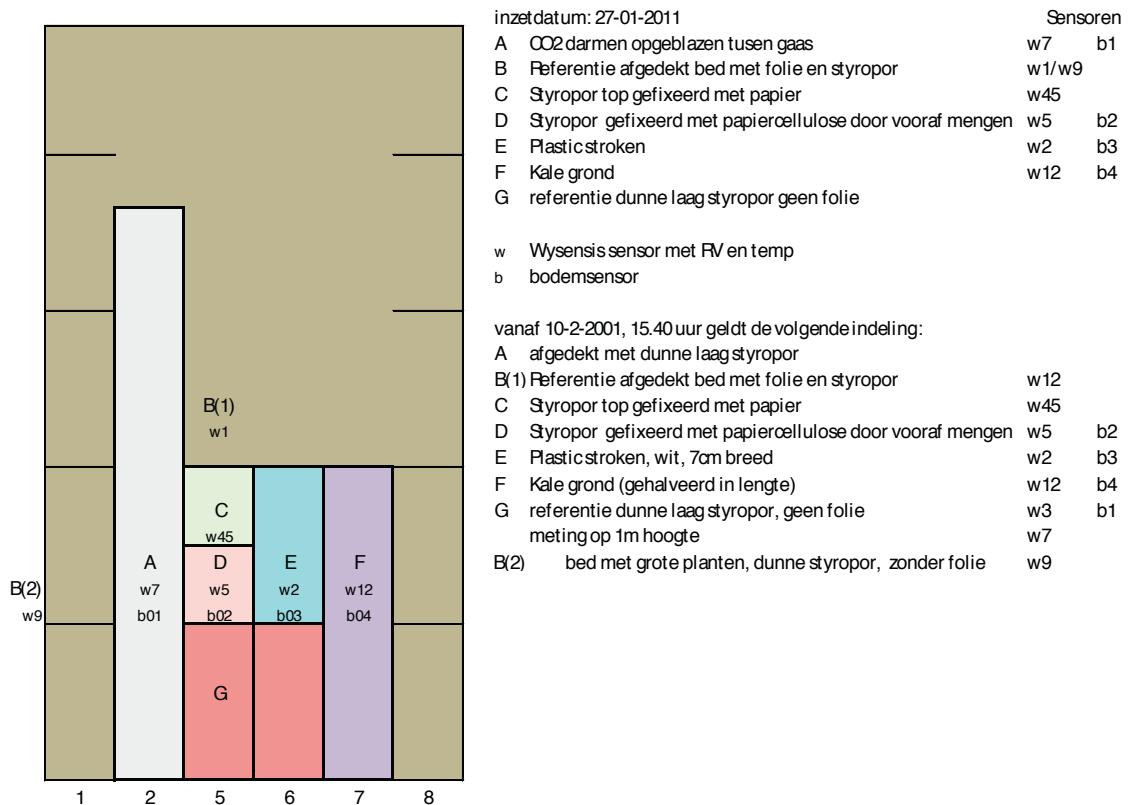 inzetdatum: 27-01-2011 Sensoren
A CO2 darmen opgeblazen tusen gaas w7 b1
B Referentie afgedekt bed met folie en styropor w1/w9
C Styropor top gefixeerd met papier w45
D Styropor gefixeerd met papiercellulose door vooraf mengen w5 b2
E Plastic stroken w2 b3
F Kale grond w12 b4
G referentie dunne laag styropor geen folie
w Wysensis sensor met RV en temp
b bodemsensor
vanaf 10-2-2001, 15.40 uur geldt de volgende indeling:
A afgedekt met dunne laag styropor
B(1) Referentie afgedekt bed met folie en styropor w12
C Styropor top gefixeerd met papier w45
D Styropor gefixeerd met papiercellulose door vooraf mengen w5 b2
E Plastic stroken, wit, 7cm breed w2 b3
F Kale grond (gehalveerd in lengte) w12 b4
G referentie dunne laag styropor, geen folie w3 b1
meting op 1m hoogte w7
B(2) bed met grote planten, dunne styropor, zonder folie w9
B(1)
w1
C
w45
A D E F
B(2) w7 w5 w2 w12
w9 b01 b02 b03 b04
G
1 2 5 6 7 8